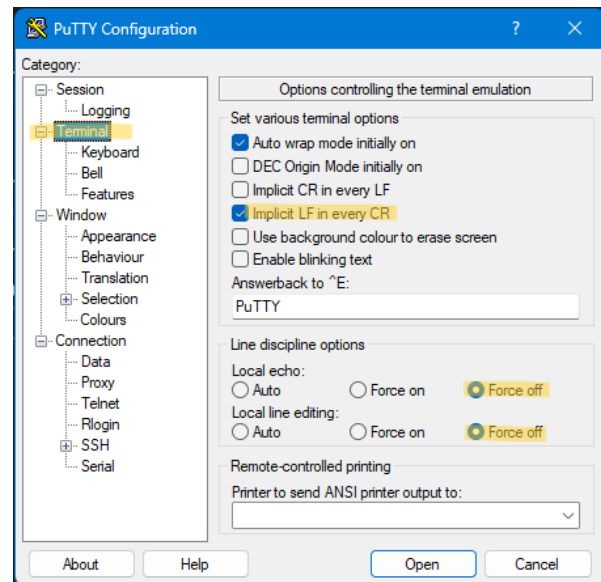 PuTTY Configuration
?
Category:
Session
Logging
Terminal
Keyboard
Bell
Features
Window
Appearance
Behaviour
Translation
Selection
Colours
Connection
Data
Proxy
Telnet
Rlogin
SSH
Serial
Options controlling the terminal emulation
Set various terminal options
Auto wrap mode initially on
DEC Origin Mode initially on
Implicit CR in every LF
Implicit LF in every CR
Use background colour to erase screen
Enable blinking text
Answerback to ^E:
PuTTY
Line discipline options
Local echo:
Auto Force on Force off
Local line editing:
Auto Force on Force off
Remote-controlled printing
Printer to send ANSI printer output to:
About Help Open Cancel